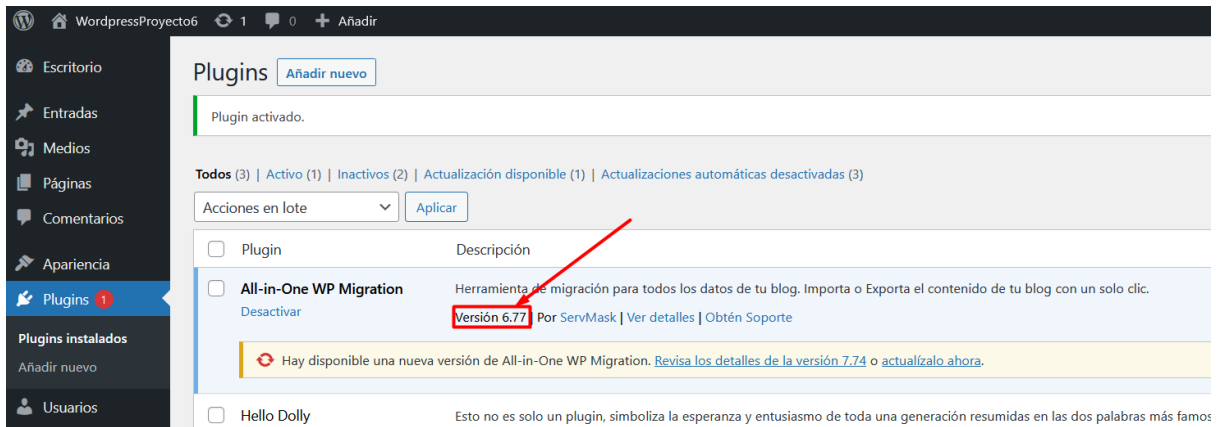 WordpressProyecto6 1 0 Añadir
Escritorio
Entradas
Medios
Páginas
Comentarios
Apariencia
Plugins 1
Plugins instalados
Añadir nuevo
Usuarios
Plugins Añadir nuevo
Plugin activado.
Todos (3) | Activo (1) | Inactivos (2) | Actualización disponible (1) | Actualizaciones automáticas desactivadas (3)
Acciones en lote Aplicar
Plugin Descripción
All-in-One WP Migration Herramienta de migración para todos los datos de tu blog. Importa o Exporta el contenido de tu blog con un solo clic.
Desactivar Versión 6.77 | Por ServMask | Ver detalles | Obtén Soporte
Hay disponible una nueva versión de All-in-One WP Migration. Revisa los detalles de la versión 7.74 o actualízalo ahora.
Hello Dolly Esto no es solo un plugin, simboliza la esperanza y entusiasmo de toda una generación resumidas en las dos palabras más famos